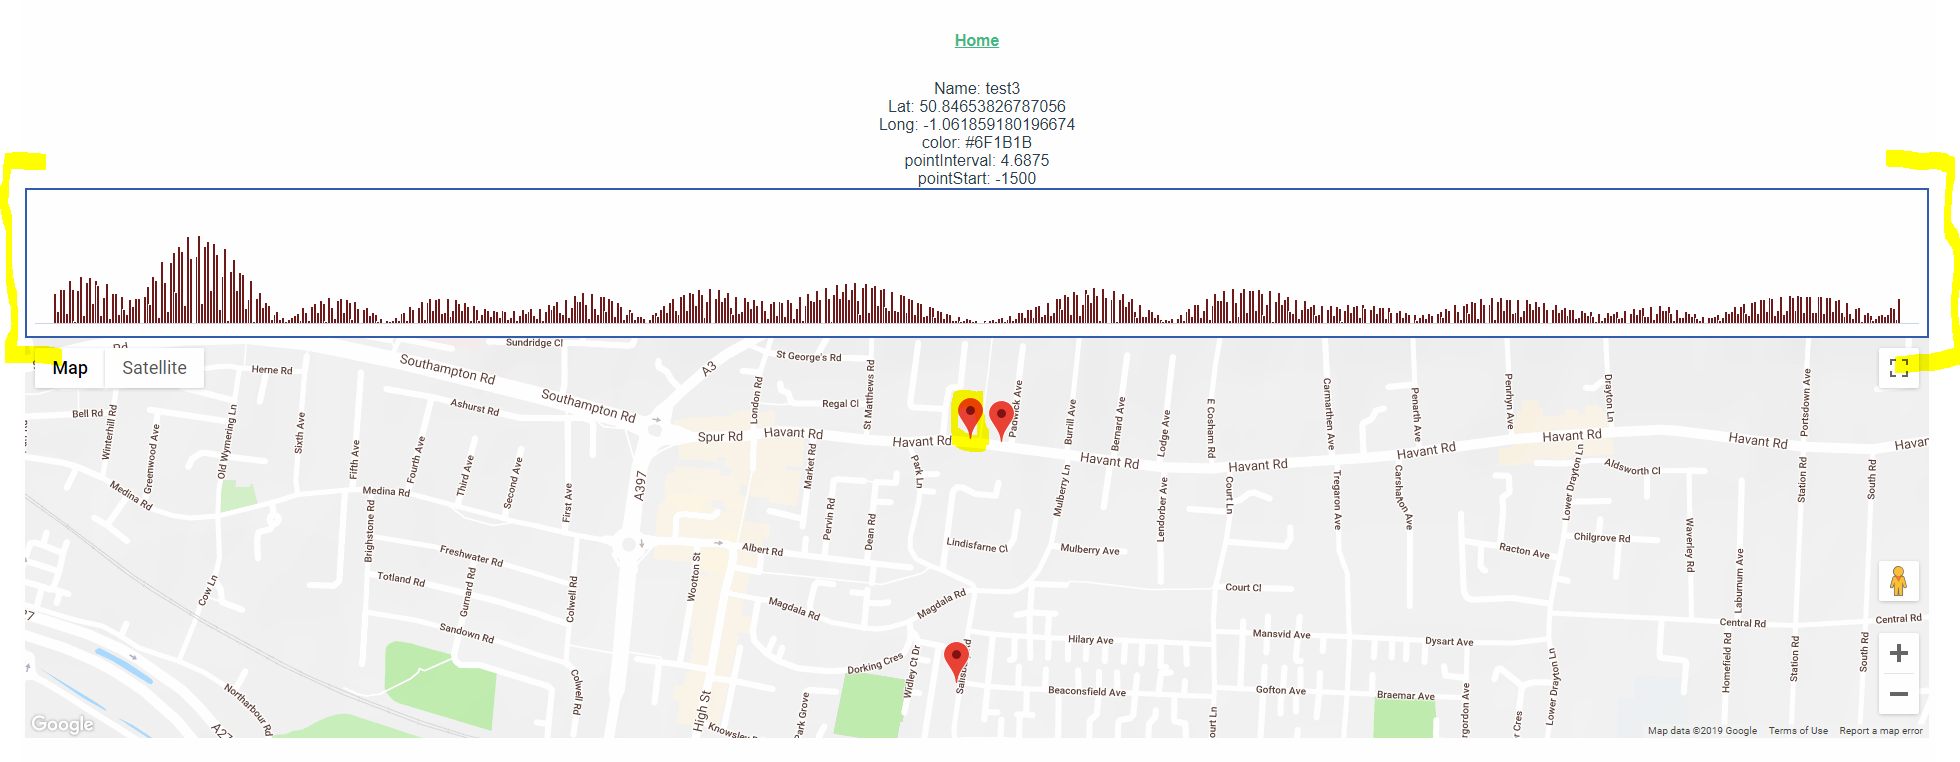 Home
Name: test3
Lat: 50.84653826787056
Long: -1.061859180196674
color: #6F1B1B
pointInterval: 4.6875
pointStart: -1500
Map
Satellite
Sundridge Cl
Southampton Rd
Southampton Rd
A3
St George's Rd
St Matthews Rd
Herne Rd
Regal Cl
London Rd
Padwick Ave
Bell Rd
Winterhill Rd
Greenwood Ave
Old Wymering Ln
Sixth Ave
Fifth Ave
Ashurst Rd
Fourth Ave
Third Ave
Second Ave
First Ave
Medina Rd
Medina Rd
A397
Spur Rd
Havant Rd
Havant Rd
Havant Rd
Havant Rd
Havant Rd
Havant Rd
Havant Rd
Havan
Market Rd
Park Ln
Burrill Ave
Bernard Ave
Lodge Ave
E Cosham Rd
Carmarthen Ave
Penarth Ave
Penrhyn Ave
Drayton Ln
Portsdown Ave
Mulberry Ln
Lendorber Ave
Court Ln
Tregaron Ave
Carshalton Ave
Lower Drayton Ln
Aldsworth Cl
Station Rd
South Rd
Brighstone Rd
Freshwater Rd
Totland Rd
Gurnard Rd
Sandown Rd
Colwell Rd
Colwell Rd
Cow Ln
Wootton St
Albert Rd
Pervin Rd
Dean Rd
Lindisfarne Cl
Mulberry Ave
Racton Ave
Chilgrove Rd
Waverley Rd
Laburnum Ave
Court Cl
Magdala Rd
Magdala Rd
Hilary Ave
Mansvid Ave
Dysart Ave
Central Rd
Central Rd
Homefield Rd
Station Rd
South Rd
Dorking Cres
Widley Ct Dr
Beaconsfield Ave
Gofton Ave
Braemar Ave
Lower Drayton Ln
Northarbour Rd
A27
High St
Park Grove
Knowsley
Google
Map data ©2019 Google
Terms of Use
Report a map error